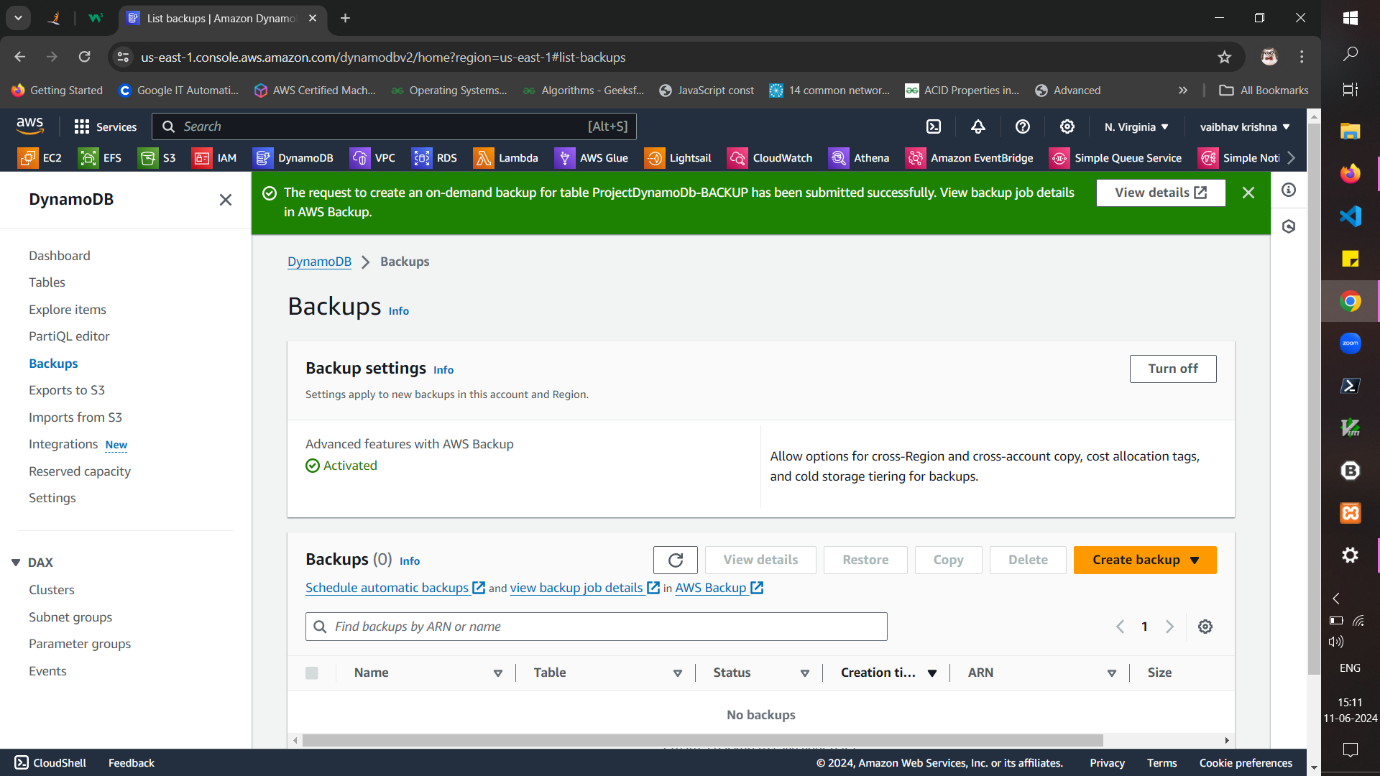 List backups | Amazon Dynamo
us-east-1.console.aws.amazon.com/dynamodbv2/home?region=us-east-1#list-backups
Getting Started
Google IT Automati...
AWS Certified Mach...
Operating Systems...
Algorithms - Geeksf...
JavaScript const
14 common networ...
ACID Properties in...
Advanced
»
All Bookmarks
aws
Services
Search
[Alt+S]
N. Virginia
vaibhav krishna
EC2
EFS
S3
IAM
DynamoDB
VPC
RDS
Lambda
AWS Glue
Lightsail
CloudWatch
Athena
Amazon EventBridge
Simple Queue Service
Simple Noti
DynamoDB
Dashboard
Tables
Explore items
PartiQL editor
Backups
Exports to S3
Imports from S3
Integrations New
Reserved capacity
Settings
DAX
Clusters
Subnet groups
Parameter groups
Events
The request to create an on-demand backup for table ProjectDynamoDb-BACKUP has been submitted successfully. View backup job details
in AWS Backup.
View details
DynamoDB
Backups
Backups Info
Backup settings Info
Settings apply to new backups in this account and Region.
Turn off
Advanced features with AWS Backup
Activated
Allow options for cross-Region and cross-account copy, cost allocation tags,
and cold storage tiering for backups.
Backups (0) Info
View details
Restore
Copy
Delete
Create backup
Schedule automatic backups and view backup job details in AWS Backup
Find backups by ARN or name
1
Name
Table
Status
Creation ti...
ARN
Size
No backups
CloudShell
Feedback
© 2024, Amazon Web Services, Inc. or its affiliates.
Privacy
Terms
Cookie preferences
zoom
ENG
15:11
11-06-2024